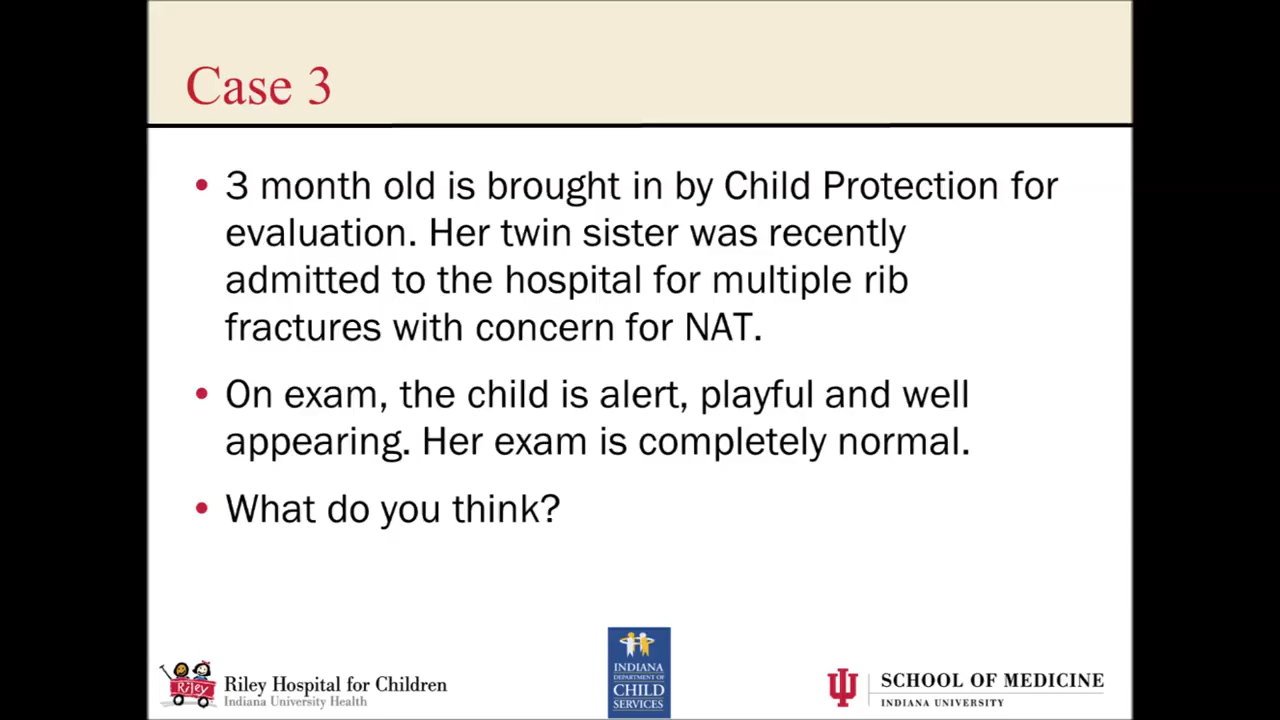 Case 3
• 3 month old is brought in by Child Protection for
evaluation. Her twin sister was recently
admitted to the hospital for multiple rib
fractures with concern for NAT.
• On exam, the child is alert, playful and well
appearing. Her exam is completely normal.
• What do you think?
Riley
Riley Hospital for Children
Indiana University Health
INDIANA
DEPARTMENT OF
CHILD
SERVICES
SCHOOL OF MEDICINE
INDIANA UNIVERSITY